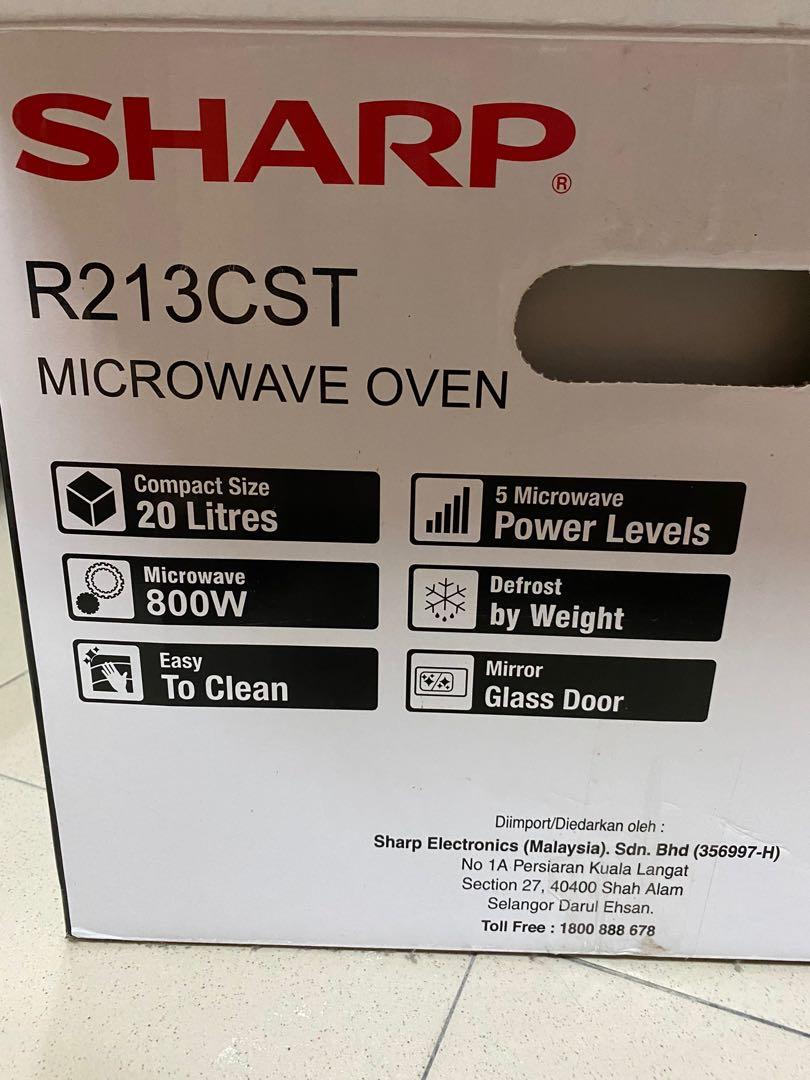 SHARP®
R213CST
MICROWAVE OVEN
Compact Size
20 Litres
5 Microwave
Power Levels
Microwave
800W
Defrost
by Weight
Easy
To Clean
Mirror
Glass Door
Diimport/Diedarkan oleh :
Sharp Electronics (Malaysia). Sdn. Bhd (356997-H)
No 1A Persiaran Kuala Langat
Section 27, 40400 Shah Alam
Selangor Darul Ehsan.
Toll Free : 1800 888 678